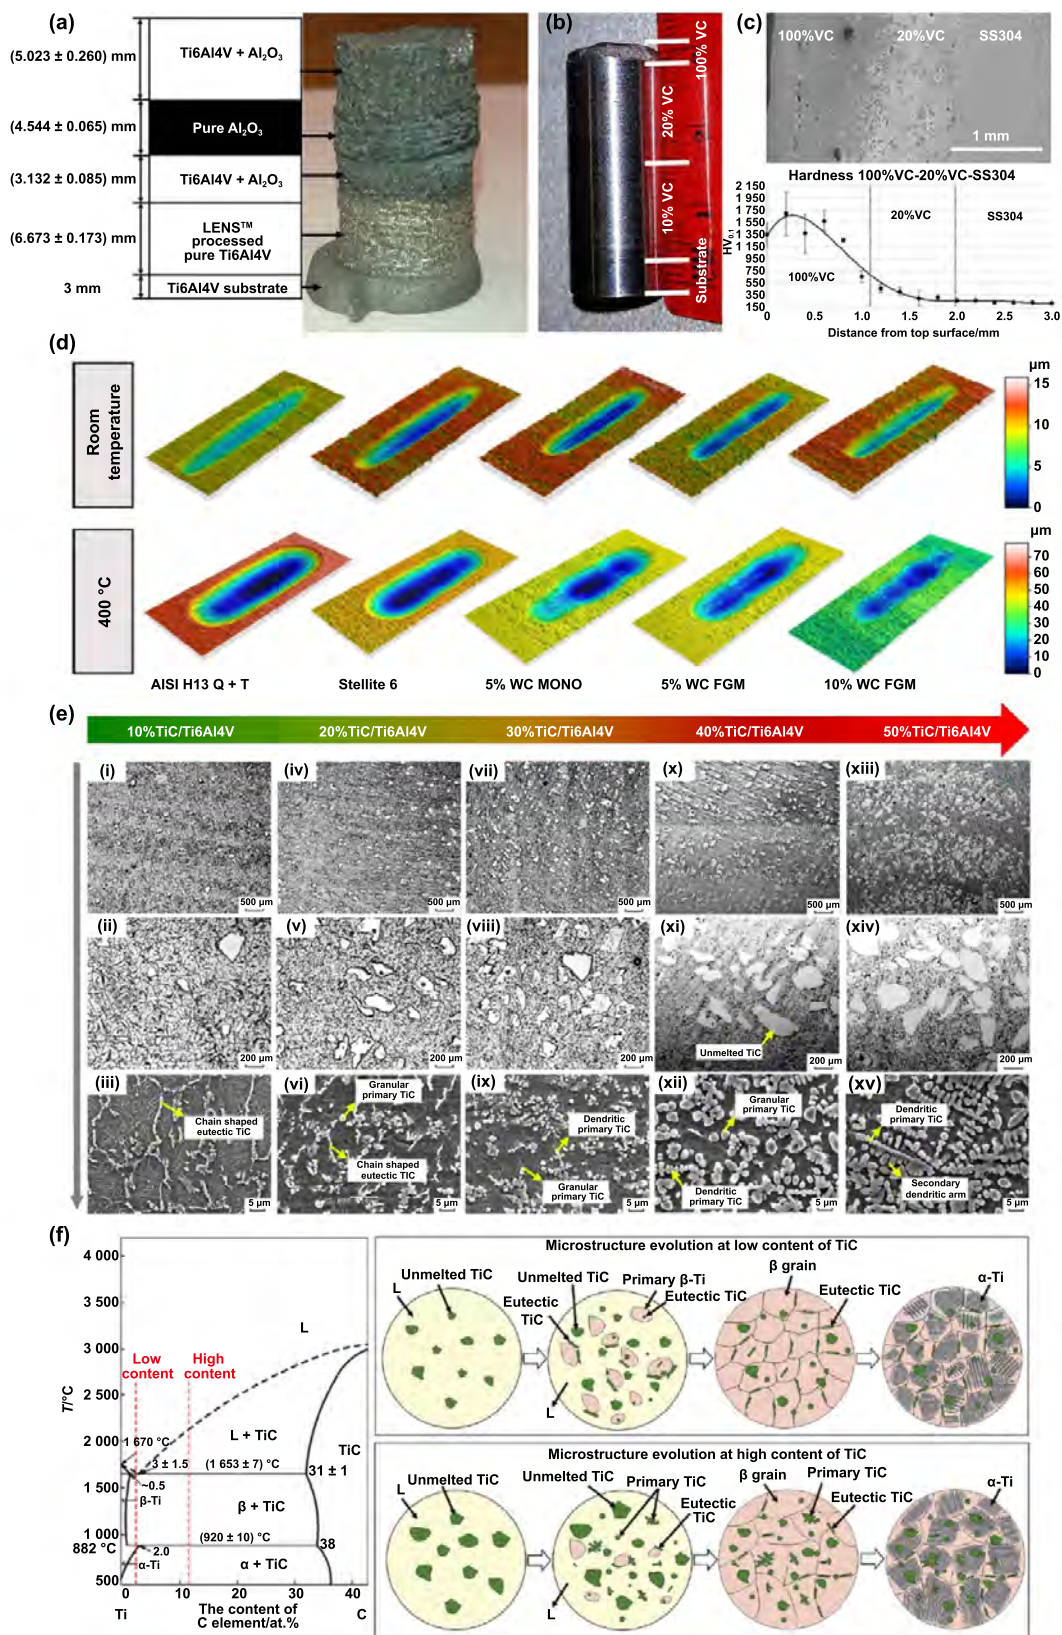 (a)
(5.023 ± 0.260) mm
Ti6Al4V + Al₂O₃
(4.544 ± 0.065) mm
Pure Al₂O₃
(3.132 ± 0.085) mm
Ti6Al4V + Al₂O₃
(6.673 ± 0.173) mm
LENS™
processed
pure Ti6Al4V
3 mm
Ti6Al4V substrate
(b)
100% VC
20% VC
10% VC
Substrate
(c)
100%VC
20%VC
SS304
1 mm
Hardness 100%VC-20%VC-SS304
2 150
1 950
1 750
1 550
1 350
1 150
950
750
550
350
150
HV0.1
100%VC
20%VC
SS304
0
0.5
1.0
1.5
2.0
2.5
3.0
Distance from top surface/mm
(d)
Room
temperature
µm
15
10
5
0
400 °C
µm
70
60
50
40
30
20
10
0
AISI H13 Q + T
Stellite 6
5% WC MONO
5% WC FGM
10% WC FGM
(e)
10%TiC/Ti6Al4V
20%TiC/Ti6Al4V
30%TiC/Ti6Al4V
40%TiC/Ti6Al4V
50%TiC/Ti6Al4V
(i)
500 µm
(iv)
500 µm
(vii)
500 µm
(x)
500 µm
(xiii)
500 µm
(ii)
200 µm
(v)
200 µm
(viii)
200 µm
(xi)
Unmelted TiC
200 µm
(xiv)
200 µm
(iii)
Chain shaped
eutectic TiC
5 µm
(vi)
Granular
primary TiC
Chain shaped
eutectic TiC
5 µm
(ix)
Dendritic
primary TiC
Granular
primary TiC
5 µm
(xii)
Granular
primary TiC
Dendritic
primary TiC
5 µm
(xv)
Dendritic
primary TiC
Secondary
dendritic arm
5 µm
(f)
4 000
3 500
3 000
2 500
2 000
1 500
1 000
882 °C
500
T/°C
L
Low
content
High
content
1 670 °C
L + TiC
TiC
3 ± 1.5
(1 653 ± 7) °C
31 ± 1
~0.5
β-Ti
β + TiC
(920 ± 10) °C
38
2.0
α-Ti
α + TiC
0
10
20
30
40
Ti
The content of
C element/at.%
C
Microstructure evolution at low content of TiC
Unmelted TiC
L
Unmelted TiC
Eutectic
TiC
Primary β-Ti
Eutectic TiC
L
β grain
Eutectic TiC
α-Ti
Microstructure evolution at high content of TiC
Unmelted TiC
L
Unmelted TiC
Primary TiC
Eutectic
TiC
L
β grain
Primary TiC
Eutectic TiC
α-Ti